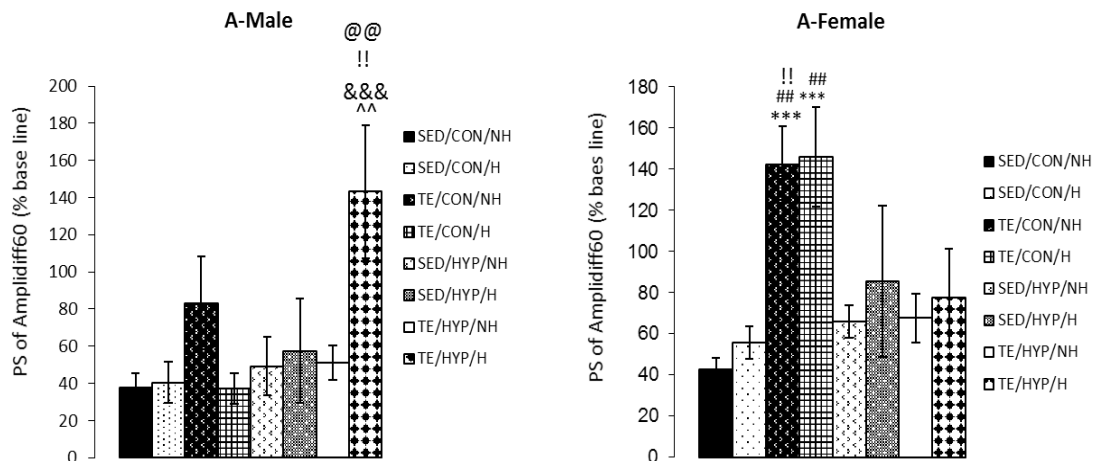 A-Male
@@
!!
&&&
^^
PS of Amplidiff60 (% base line)
200
180
160
140
120
100
80
60
40
20
0
SED/CON/NH
SED/CON/H
TE/CON/NH
TE/CON/H
SED/HYP/NH
SED/HYP/H
TE/HYP/NH
TE/HYP/H
A-Female
!!
## ##
*** ***
PS of Amplidiff60 (% baes line)
180
160
140
120
100
80
60
40
20
0
SED/CON/NH
SED/CON/H
TE/CON/NH
TE/CON/H
SED/HYP/NH
SED/HYP/H
TE/HYP/NH
TE/HYP/H